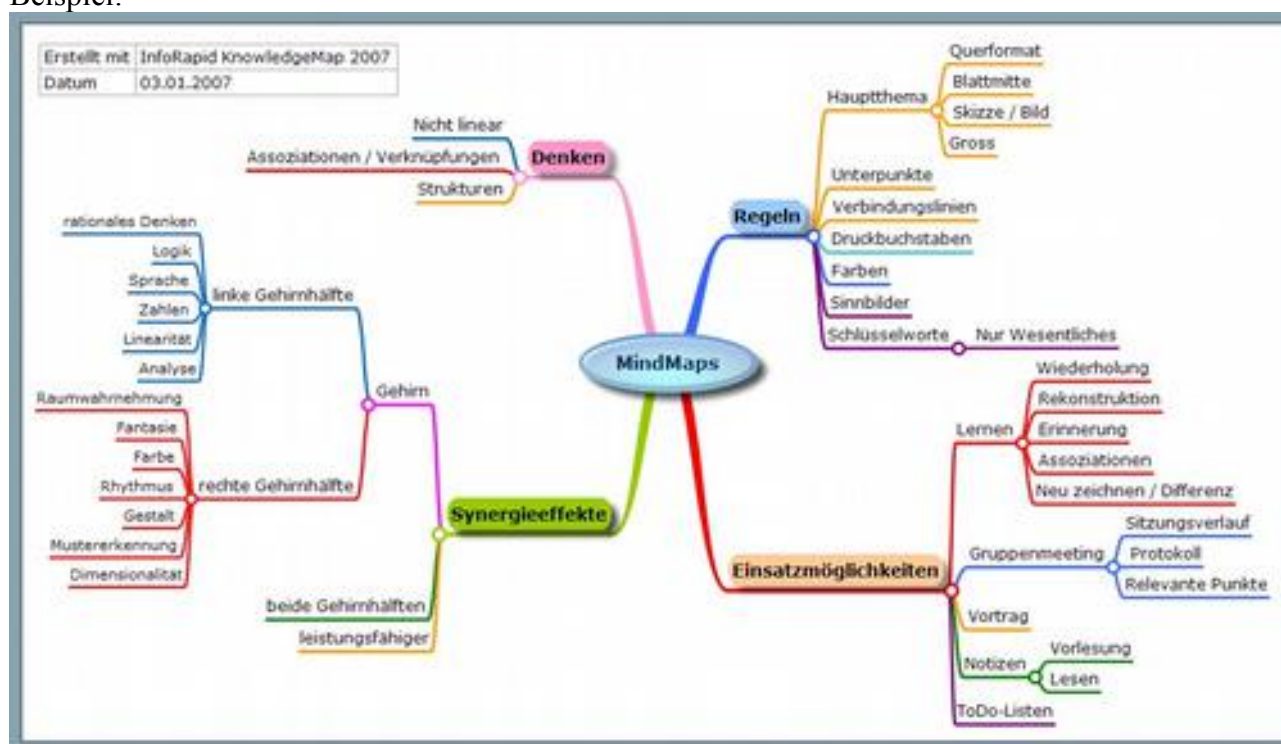 Beispiel:
Erstellt mit InfoRapid KnowledgeMap 2007
Datum 03.01.2007
Nicht linear
Assoziationen / Verknüpfungen
Strukturen
Denken
rationales Denken
Logik
Sprache
Zahlen
Linearität
Analyse
linke Gehirnhälfte
Gehirn
Raumwahrnehmung
Fantasie
Farbe
Rhythmus
Gestalt
Mustererkennung
Dimensionalität
rechte Gehirnhälfte
Synergieeffekte
beide Gehirnhälften
leistungsfähiger
MindMaps
Regeln
Hauptthema
Querformat
Blattmitte
Skizze / Bild
Gross
Unterpunkte
Verbindungslinien
Druckbuchstaben
Farben
Sinnbilder
Schlüsselworte
Nur Wesentliches
Einsatzmöglichkeiten
Lernen
Wiederholung
Rekonstruktion
Erinnerung
Assoziationen
Neu zeichnen / Differenz
Gruppenmeeting
Sitzungsverlauf
Protokoll
Relevante Punkte
Vortrag
Notizen
Vorlesung
Lesen
ToDo-Listen